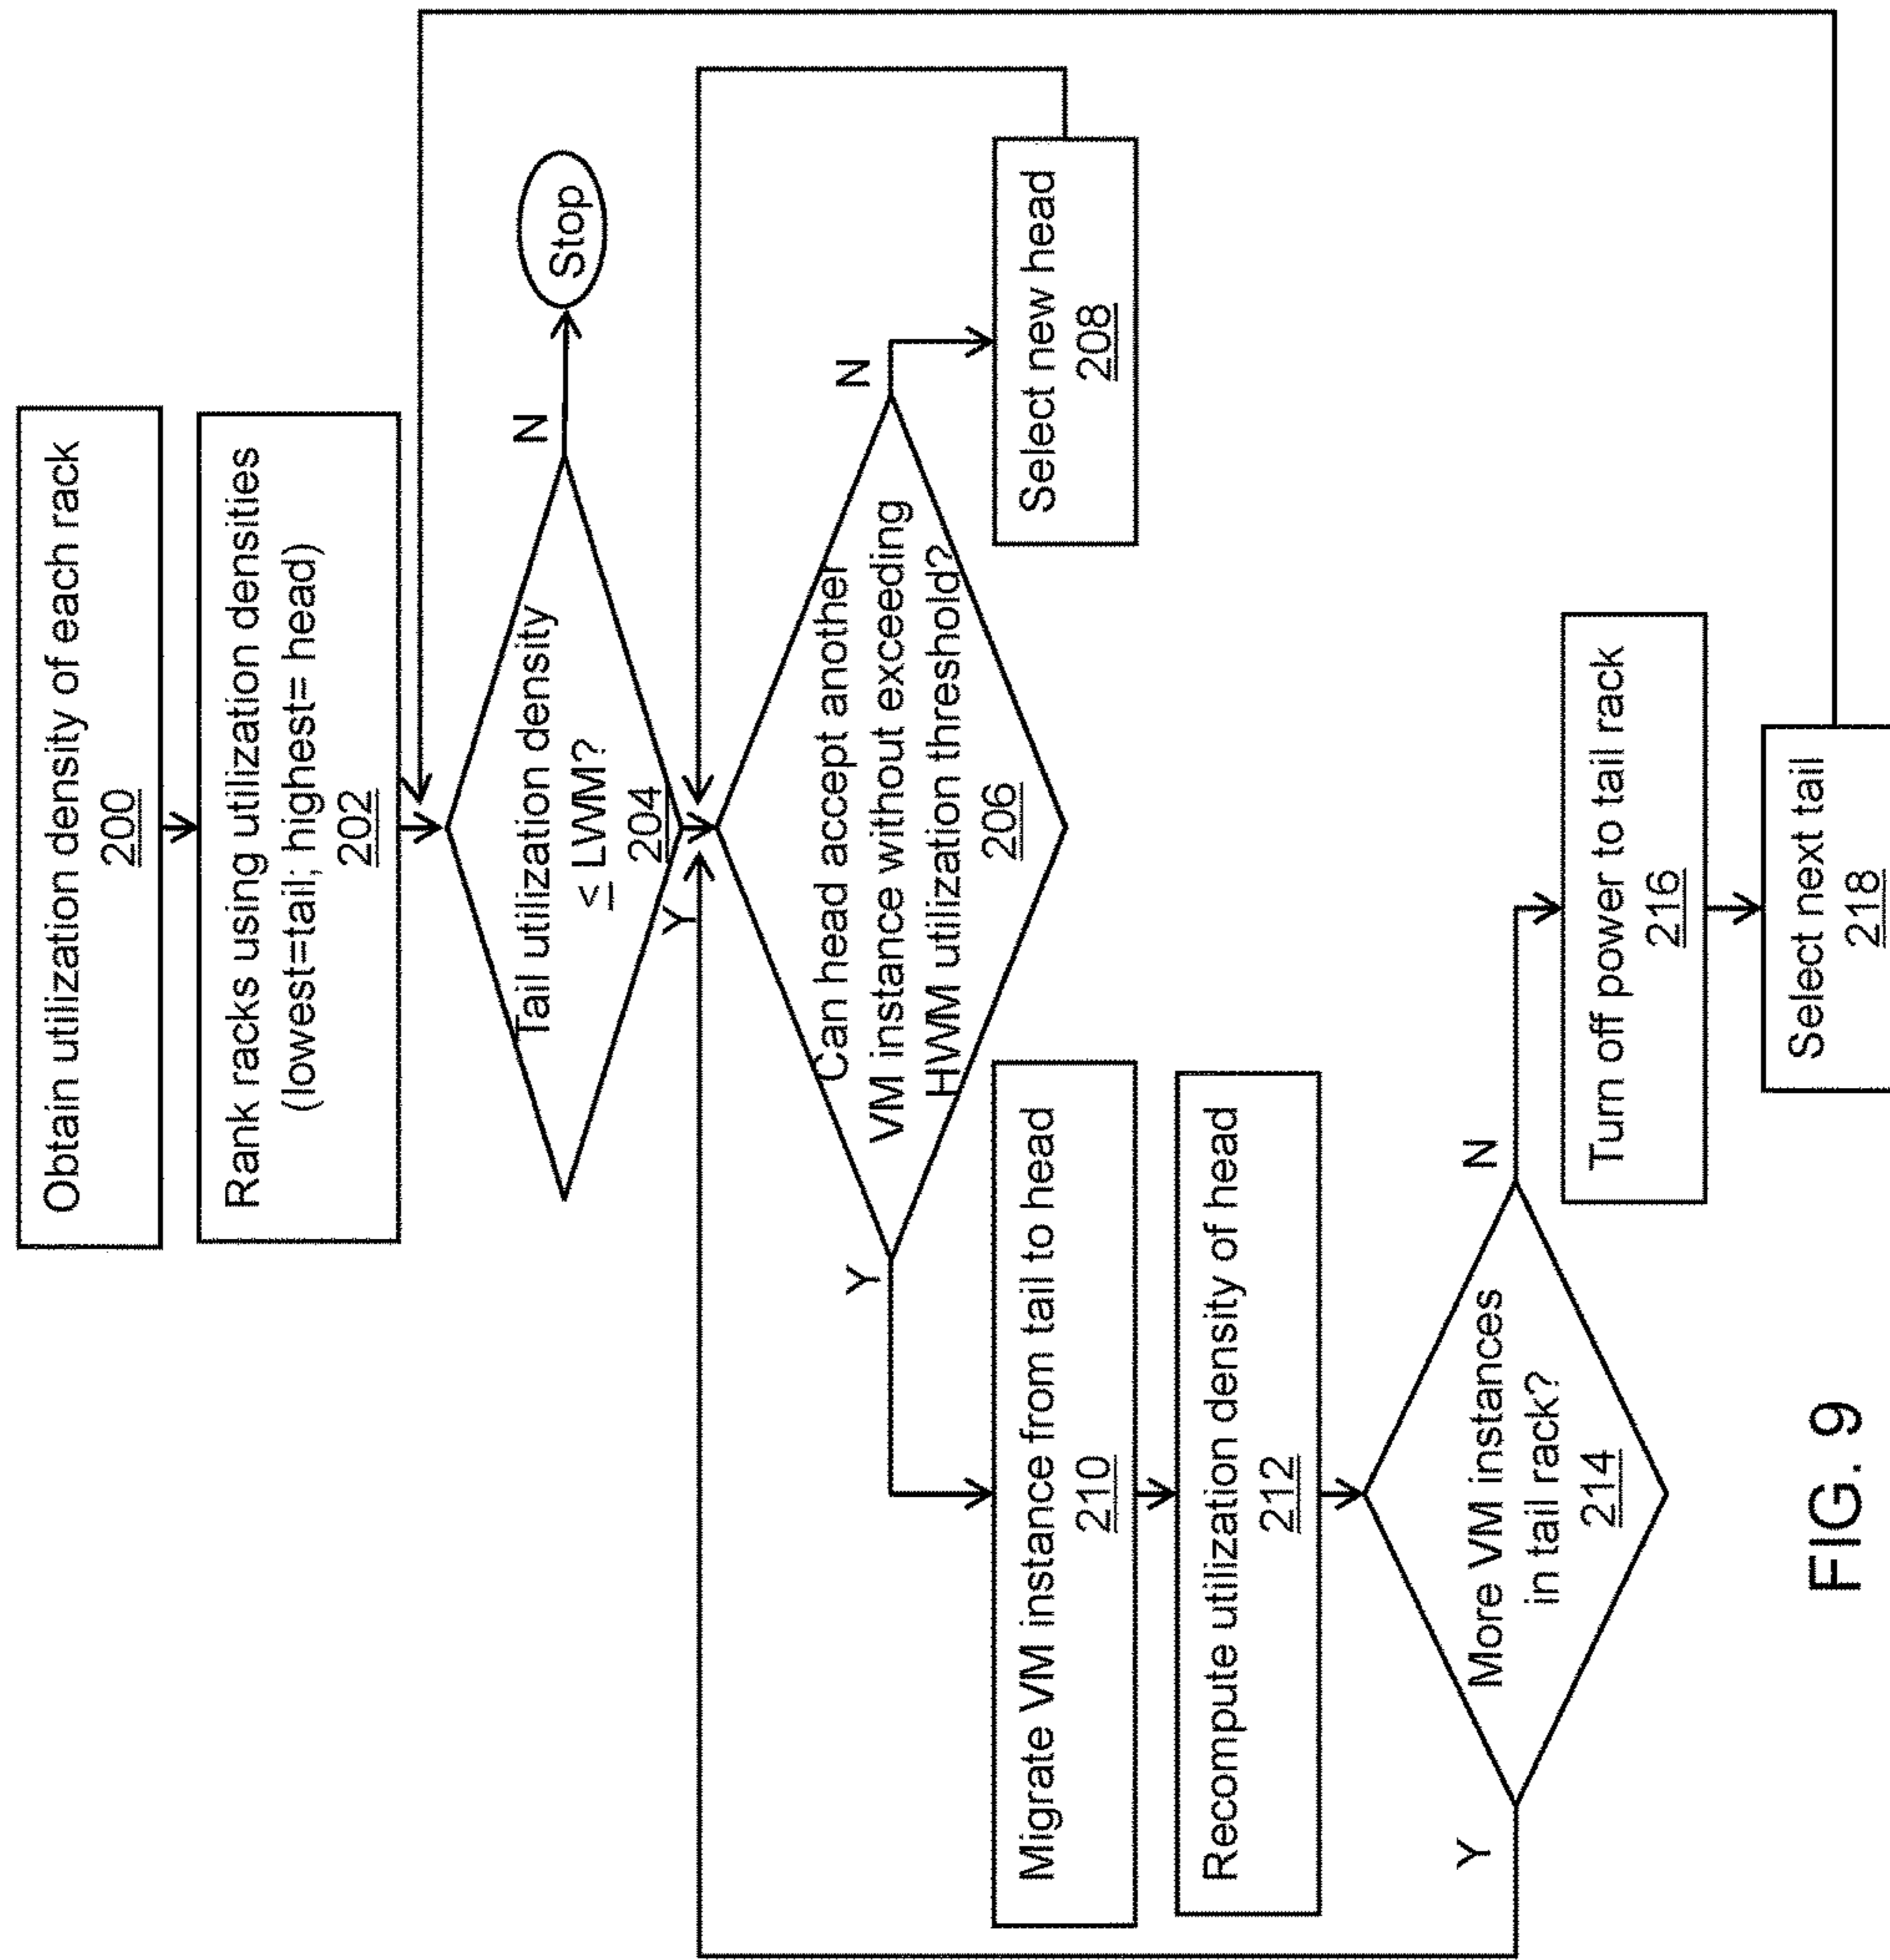 Obtain utilization density of each rack
200
Rank racks using utilization densities
(lowest=tail; highest= head)
202
Tail utilization density
≤ LWM?
204
N
Stop
Y
Can head accept another
VM instance without exceeding
HWM utilization threshold?
206
N
Select new head
208
Y
Migrate VM instance from tail to head
210
Recompute utilization density of head
212
More VM instances
in tail rack?
214
Y
N
Turn off power to tail rack
216
Select next tail
218
FIG. 9